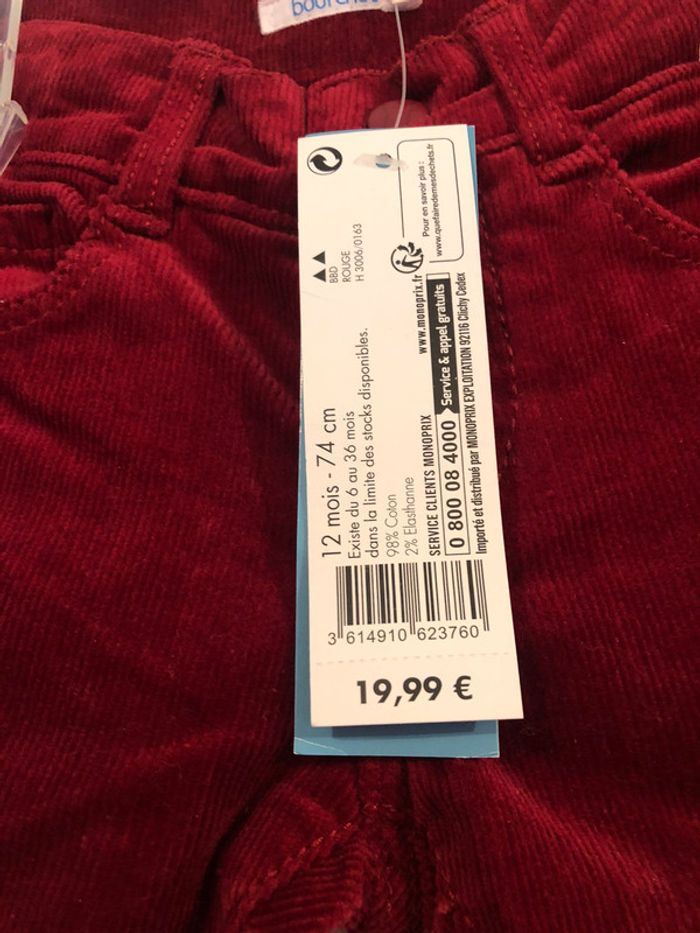 Pour en savoir plus :
www.quefairedemesdechets.fr
BBD
ROUGE
H 3006/0163
12 mois - 74 cm
Existe du 6 au 36 mois
dans la limite des stocks disponibles.
98% Coton
2% Elasthanne
SERVICE CLIENTS MONOPRIX
www.monoprix.fr
0 800 08 4000 Service & appel gratuits
Importé et distribué par MONOPRIX EXPLOITATION 92116 Clichy Cedex
3 614910 623760
19,99 €